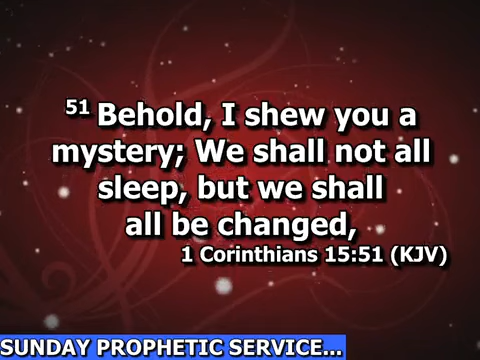 51 Behold, I shew you a
mystery; We shall not all
sleep, but we shall
all be changed,
1 Corinthians 15:51 (KJV)
SUNDAY PROPHETIC SERVICE...